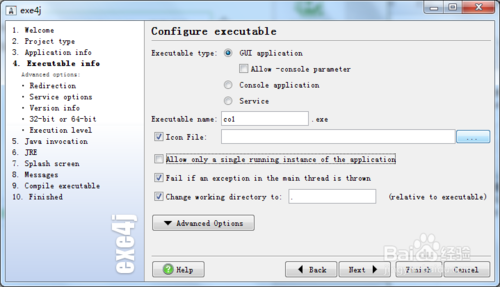 exe4j
1. Welcome
2. Project type
3. Application info
4. Executable info
Advanced options:
• Redirection
• Service options
• Version info
• 32-bit or 64-bit
• Execution level
5. Java invocation
6. JRE
7. Splash screen
8. Messages
9. Compile executable
10. Finished
exe4j
Configure executable
Executable type: GUI application
Allow -console parameter
Console application
Service
Executable name: co1 .exe
Icon File: ...
Allow only a single running instance of the application
Fail if an exception in the main thread is thrown
Change working directory to: . (relative to executable)
Advanced Options
Help Back Next Finish Cancel
Baidu 经验